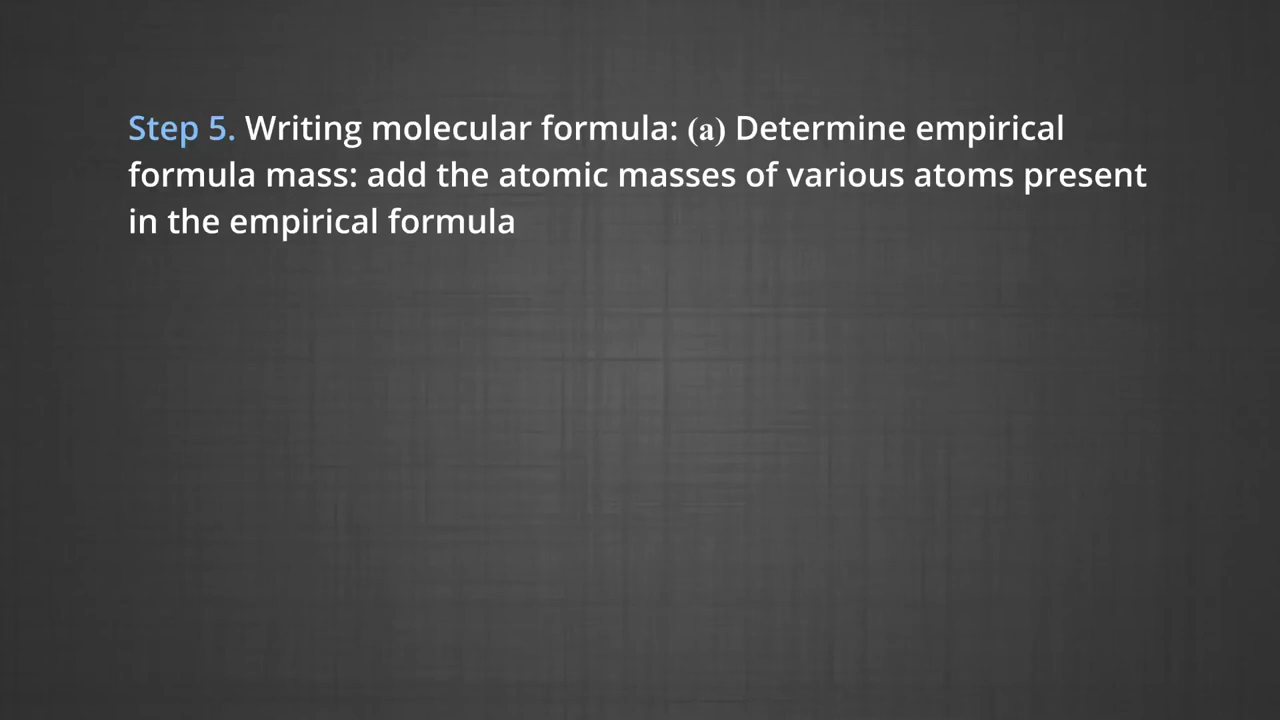 Step 5. Writing molecular formula: (a) Determine empirical
formula mass: add the atomic masses of various atoms present
in the empirical formula